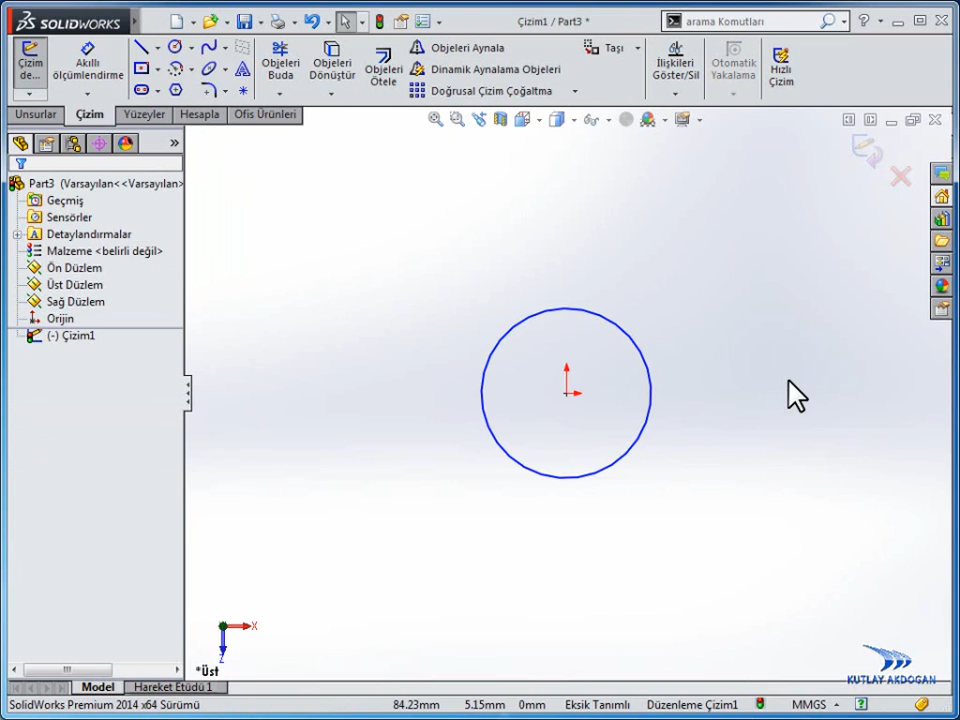 SOLIDWORKS
Çizim1 / Part3 *
arama Komutları
Çizim de...
Akıllı ölçümlendirme
Objeleri Buda
Objeleri Dönüştür
Objeleri Ötele
Objeleri Aynala
Dinamik Aynalama Objeleri
Doğrusal Çizim Çoğaltma
Taşı
İlişkileri Göster/Sil
Otomatik Yakalama
Hızlı Çizim
Unsurlar
Çizim
Yüzeyler
Hesapla
Ofis Ürünleri
Part3 (Varsayılan<<Varsayılan>
Geçmiş
Sensörler
Detaylandırmalar
Malzeme <belirli değil>
Ön Düzlem
Üst Düzlem
Sağ Düzlem
Orijin
(-) Çizim1
X
Z
*Üst
KUTLAY AKDOĞAN
Model
Hareket Etüdü 1
SolidWorks Premium 2014 x64 Sürümü
84.23mm
5.15mm
0mm
Eksik Tanımlı
Düzenleme Çizim1
MMGS